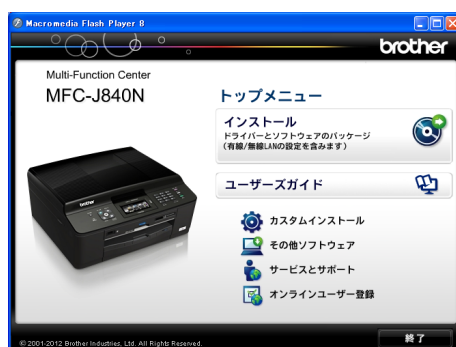 Macromedia Flash Player 8
brother
Multi-Function Center
MFC-J840N
トップメニュー
インストール
ドライバーとソフトウェアのパッケージ
(有線/無線LANの設定を含みます)
ユーザーズガイド
カスタムインストール
その他ソフトウェア
サービスとサポート
オンラインユーザー登録
© 2001-2012 Brother Industries, Ltd. All Rights Reserved.
終了